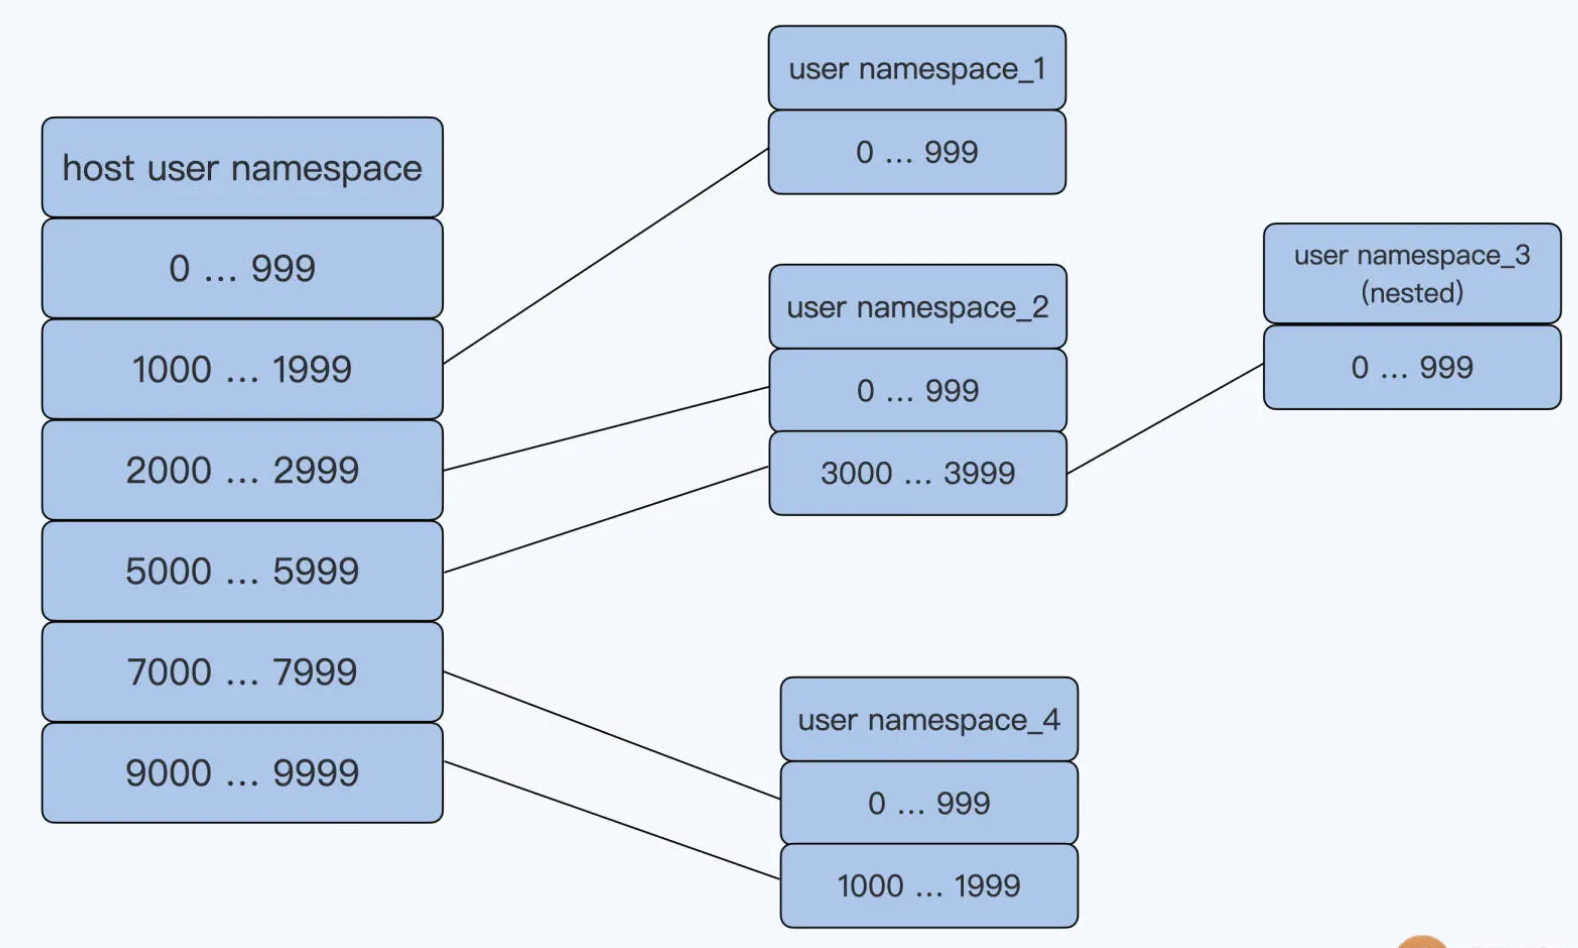 host user namespace
0 ... 999
1000 ... 1999
2000 ... 2999
5000 ... 5999
7000 ... 7999
9000 ... 9999
user namespace_1
0 ... 999
user namespace_2
0 ... 999
3000 ... 3999
user namespace_3
(nested)
0 ... 999
user namespace_4
0 ... 999
1000 ... 1999